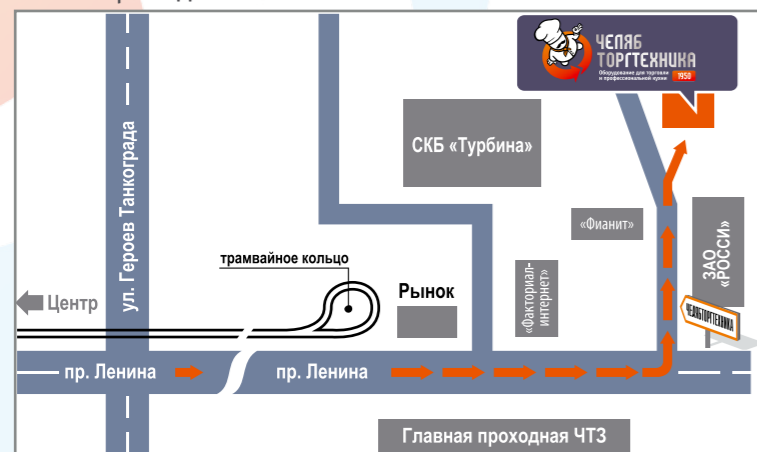 ЧЕЛЯБ
ТОРГТЕХНИКА
Оборудование для торговли
и профессиональной кухни
1950
СКБ «Турбина»
ул. Героев Танкограда
«Фианит»
ЗАО
«РОССИ»
трамвайное кольцо
«Факториал-
интернет»
Центр
Рынок
ЧЕЛЯБТОРГТЕХНИКА
пр. Ленина
пр. Ленина
Главная проходная ЧТЗ